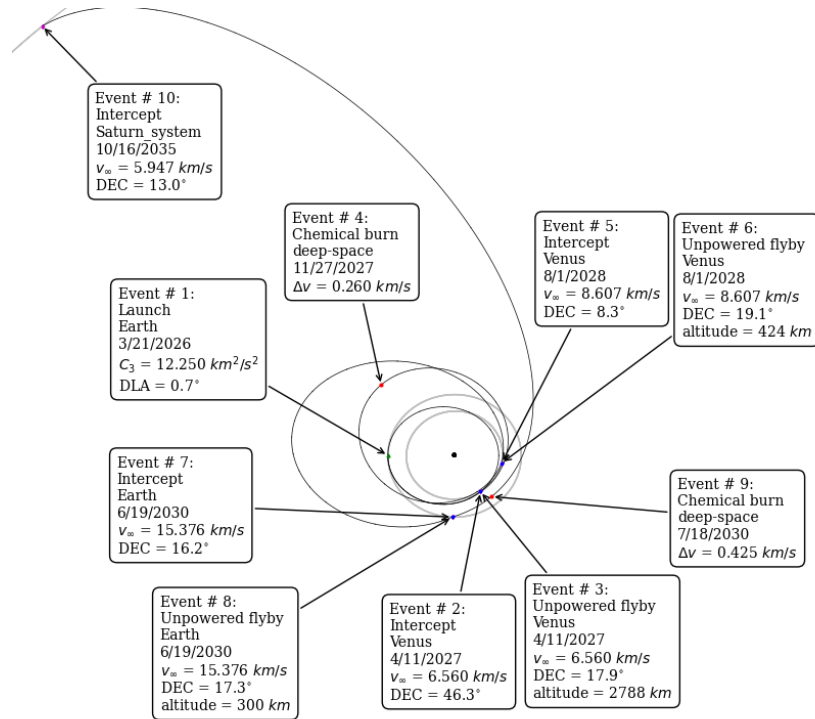 Event # 10:
Intercept
Saturn_system
10/16/2035
v∞ = 5.947 km/s
DEC = 13.0°
Event # 4:
Chemical burn
deep-space
11/27/2027
Δv = 0.260 km/s
Event # 5:
Intercept
Venus
8/1/2028
v∞ = 8.607 km/s
DEC = 8.3°
Event # 6:
Unpowered flyby
Venus
8/1/2028
v∞ = 8.607 km/s
DEC = 19.1°
altitude = 424 km
Event # 1:
Launch
Earth
3/21/2026
C3 = 12.250 km²/s²
DLA = 0.7°
Event # 7:
Intercept
Earth
6/19/2030
v∞ = 15.376 km/s
DEC = 16.2°
Event # 9:
Chemical burn
deep-space
7/18/2030
Δv = 0.425 km/s
Event # 8:
Unpowered flyby
Earth
6/19/2030
v∞ = 15.376 km/s
DEC = 17.3°
altitude = 300 km
Event # 2:
Intercept
Venus
4/11/2027
v∞ = 6.560 km/s
DEC = 46.3°
Event # 3:
Unpowered flyby
Venus
4/11/2027
v∞ = 6.560 km/s
DEC = 17.9°
altitude = 2788 km